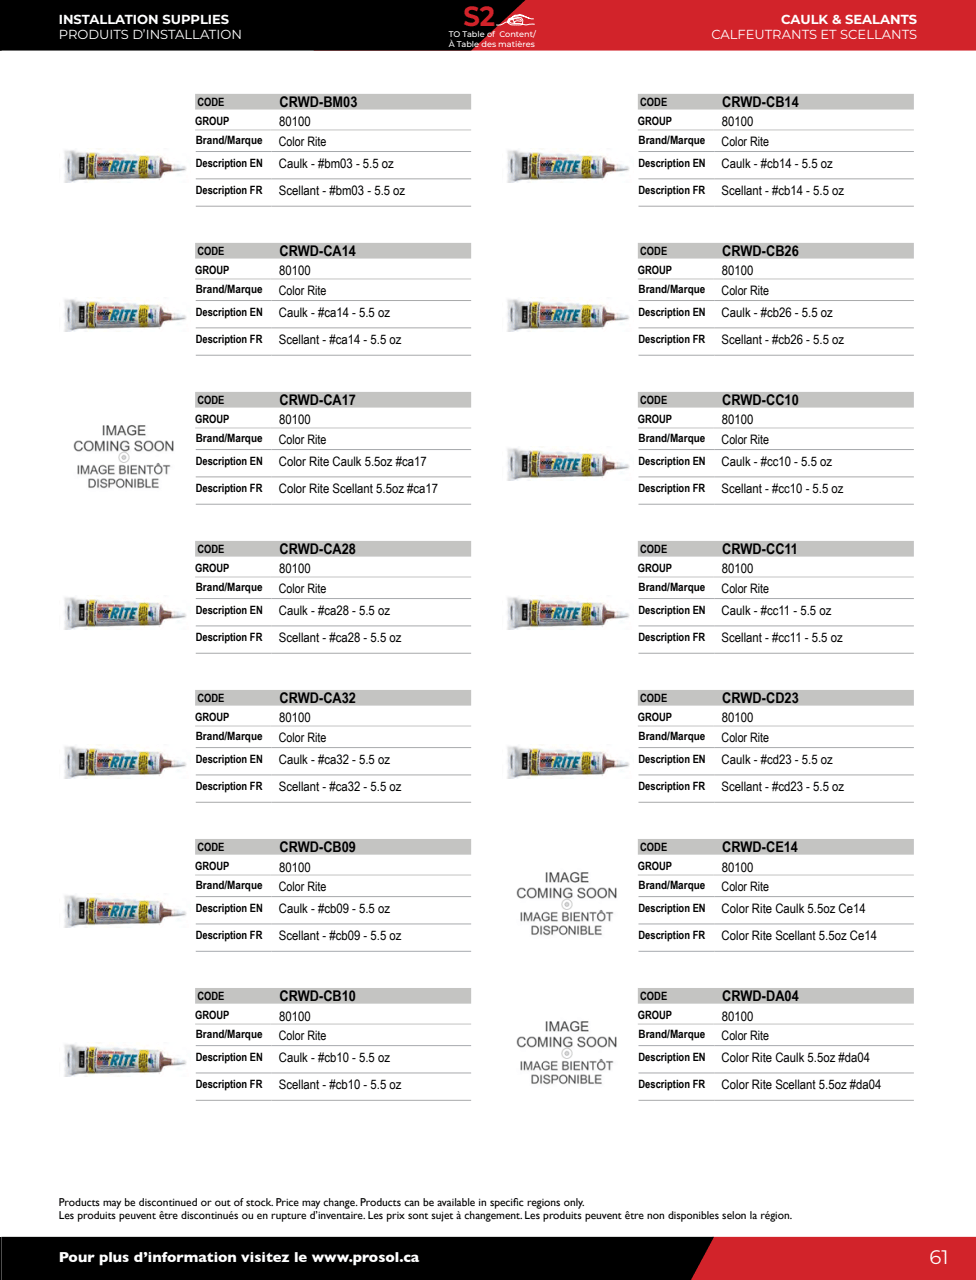 INSTALLATION SUPPLIES
PRODUITS D'INSTALLATION
S2
TO Table of Content/
À Table des matières
CAULK & SEALANTS
CALFEUTRANTS ET SCELLANTS
RITE
CODE CRWD-BM03
GROUP 80100
Brand/Marque Color Rite
Description EN Caulk - #bm03 - 5.5 oz
Description FR Scellant - #bm03 - 5.5 oz
RITE
CODE CRWD-CA14
GROUP 80100
Brand/Marque Color Rite
Description EN Caulk - #ca14 - 5.5 oz
Description FR Scellant - #ca14 - 5.5 oz
IMAGE
COMING SOON
IMAGE BIENTÔT
DISPONIBLE
CODE CRWD-CA17
GROUP 80100
Brand/Marque Color Rite
Description EN Color Rite Caulk 5.5oz #ca17
Description FR Color Rite Scellant 5.5oz #ca17
RITE
CODE CRWD-CA28
GROUP 80100
Brand/Marque Color Rite
Description EN Caulk - #ca28 - 5.5 oz
Description FR Scellant - #ca28 - 5.5 oz
RITE
CODE CRWD-CA32
GROUP 80100
Brand/Marque Color Rite
Description EN Caulk - #ca32 - 5.5 oz
Description FR Scellant - #ca32 - 5.5 oz
RITE
CODE CRWD-CB09
GROUP 80100
Brand/Marque Color Rite
Description EN Caulk - #cb09 - 5.5 oz
Description FR Scellant - #cb09 - 5.5 oz
RITE
CODE CRWD-CB10
GROUP 80100
Brand/Marque Color Rite
Description EN Caulk - #cb10 - 5.5 oz
Description FR Scellant - #cb10 - 5.5 oz
RITE
CODE CRWD-CB14
GROUP 80100
Brand/Marque Color Rite
Description EN Caulk - #cb14 - 5.5 oz
Description FR Scellant - #cb14 - 5.5 oz
RITE
CODE CRWD-CB26
GROUP 80100
Brand/Marque Color Rite
Description EN Caulk - #cb26 - 5.5 oz
Description FR Scellant - #cb26 - 5.5 oz
RITE
CODE CRWD-CC10
GROUP 80100
Brand/Marque Color Rite
Description EN Caulk - #cc10 - 5.5 oz
Description FR Scellant - #cc10 - 5.5 oz
RITE
CODE CRWD-CC11
GROUP 80100
Brand/Marque Color Rite
Description EN Caulk - #cc11 - 5.5 oz
Description FR Scellant - #cc11 - 5.5 oz
RITE
CODE CRWD-CD23
GROUP 80100
Brand/Marque Color Rite
Description EN Caulk - #cd23 - 5.5 oz
Description FR Scellant - #cd23 - 5.5 oz
IMAGE
COMING SOON
IMAGE BIENTÔT
DISPONIBLE
CODE CRWD-CE14
GROUP 80100
Brand/Marque Color Rite
Description EN Color Rite Caulk 5.5oz Ce14
Description FR Color Rite Scellant 5.5oz Ce14
IMAGE
COMING SOON
IMAGE BIENTÔT
DISPONIBLE
CODE CRWD-DA04
GROUP 80100
Brand/Marque Color Rite
Description EN Color Rite Caulk 5.5oz #da04
Description FR Color Rite Scellant 5.5oz #da04
Products may be discontinued or out of stock. Price may change. Products can be available in specific regions only.
Les produits peuvent être discontinués ou en rupture d'inventaire. Les prix sont sujet à changement. Les produits peuvent être non disponibles selon la région.
Pour plus d'information visitez le www.prosol.ca
61